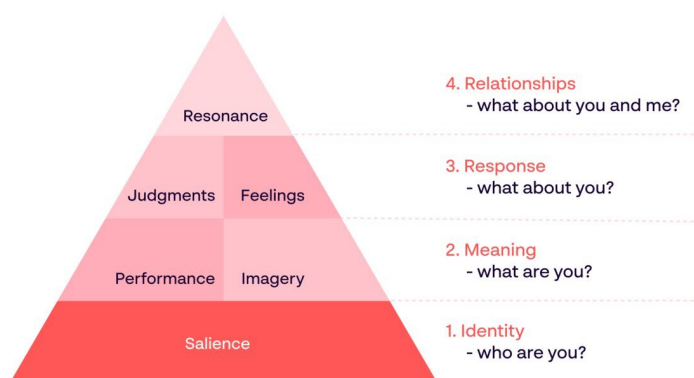 Resonance
4. Relationships
- what about you and me?
Judgments
Feelings
3. Response
- what about you?
Performance
Imagery
2. Meaning
- what are you?
Salience
1. Identity
- who are you?